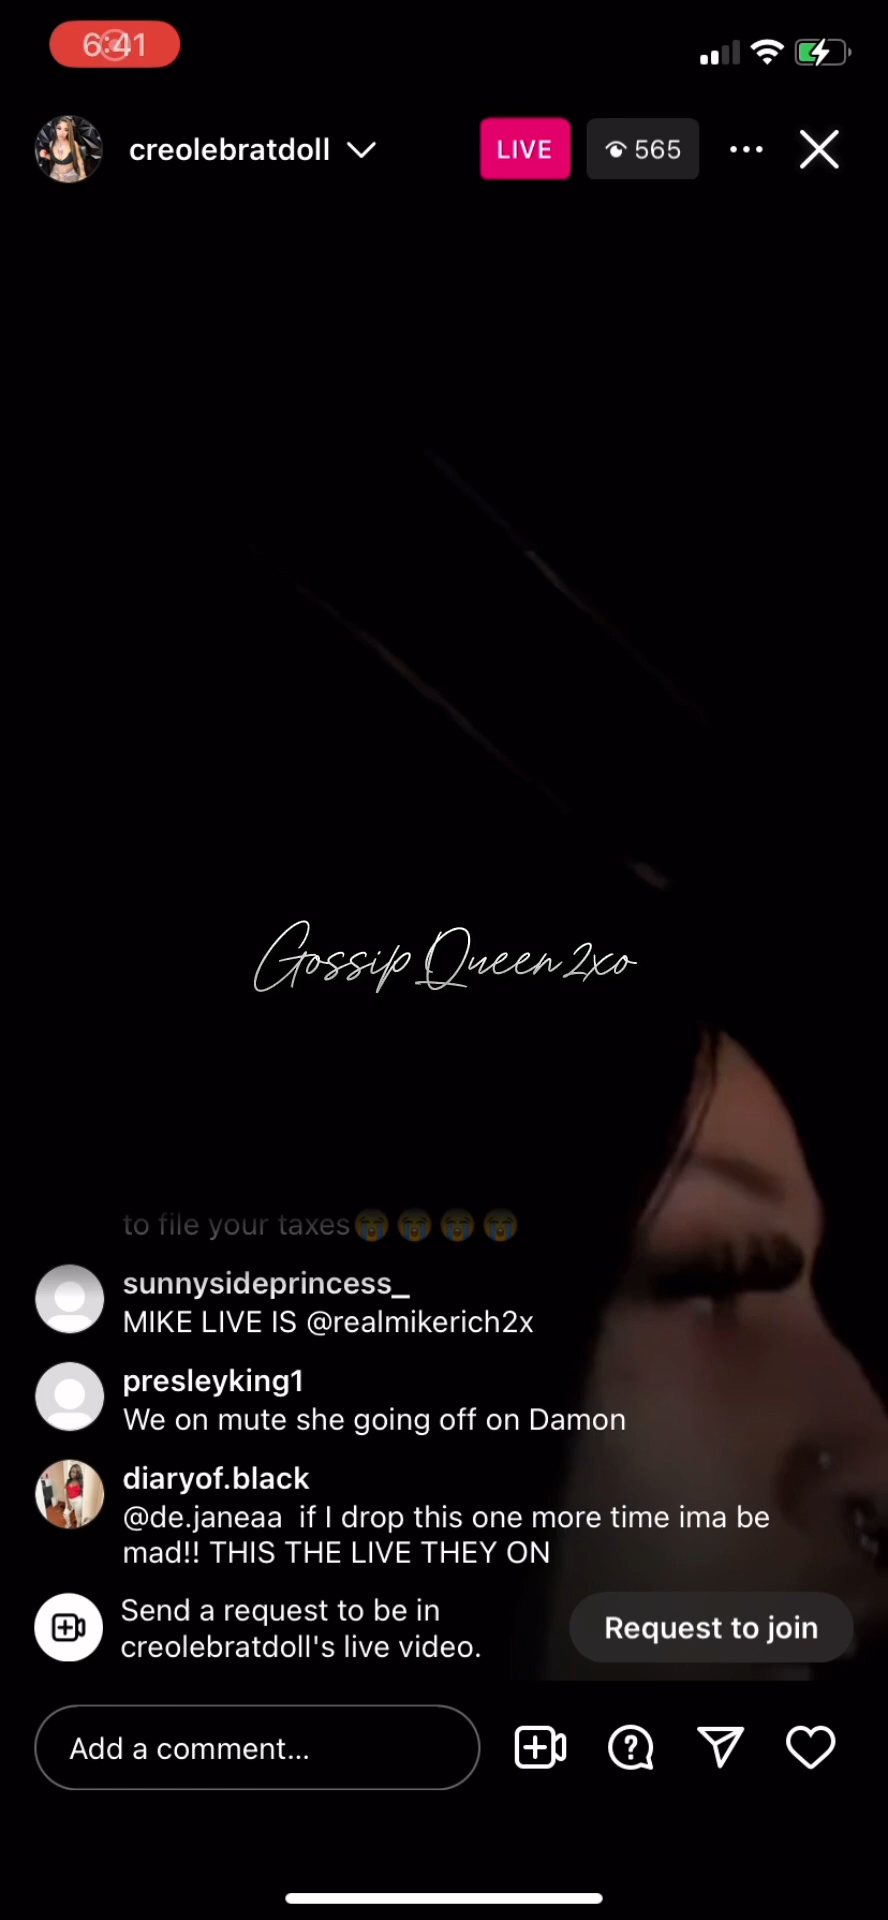 6:41
creolebratdoll
LIVE
565
Gossip Queen2xo
to file your taxes😭😭😭😭
sunnysideprincess_
MIKE LIVE IS @realmikerich2x
presleyking1
We on mute she going off on Damon
diaryof.black
@de.janeaa  if I drop this one more time ima be
mad!! THIS THE LIVE THEY ON
Send a request to be in
creolebratdoll's live video.
Request to join
Add a comment...